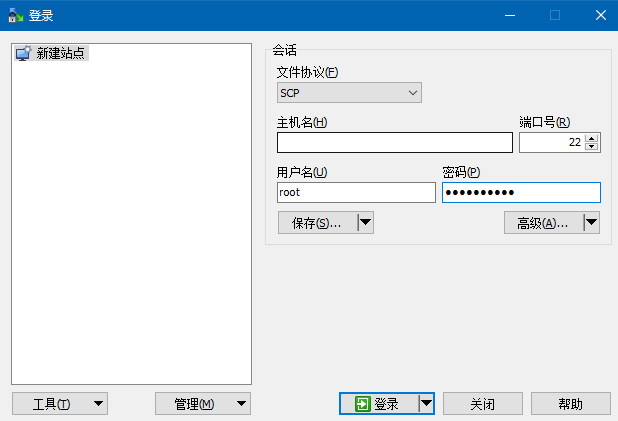 登录
新建站点
会话
文件协议(F)
SCP
主机名(H)
端口号(R)
22
用户名(U)
密码(P)
root
●●●●●●●●●●
保存(S)...
高级(A)...
工具(T)
管理(M)
登录
关闭
帮助